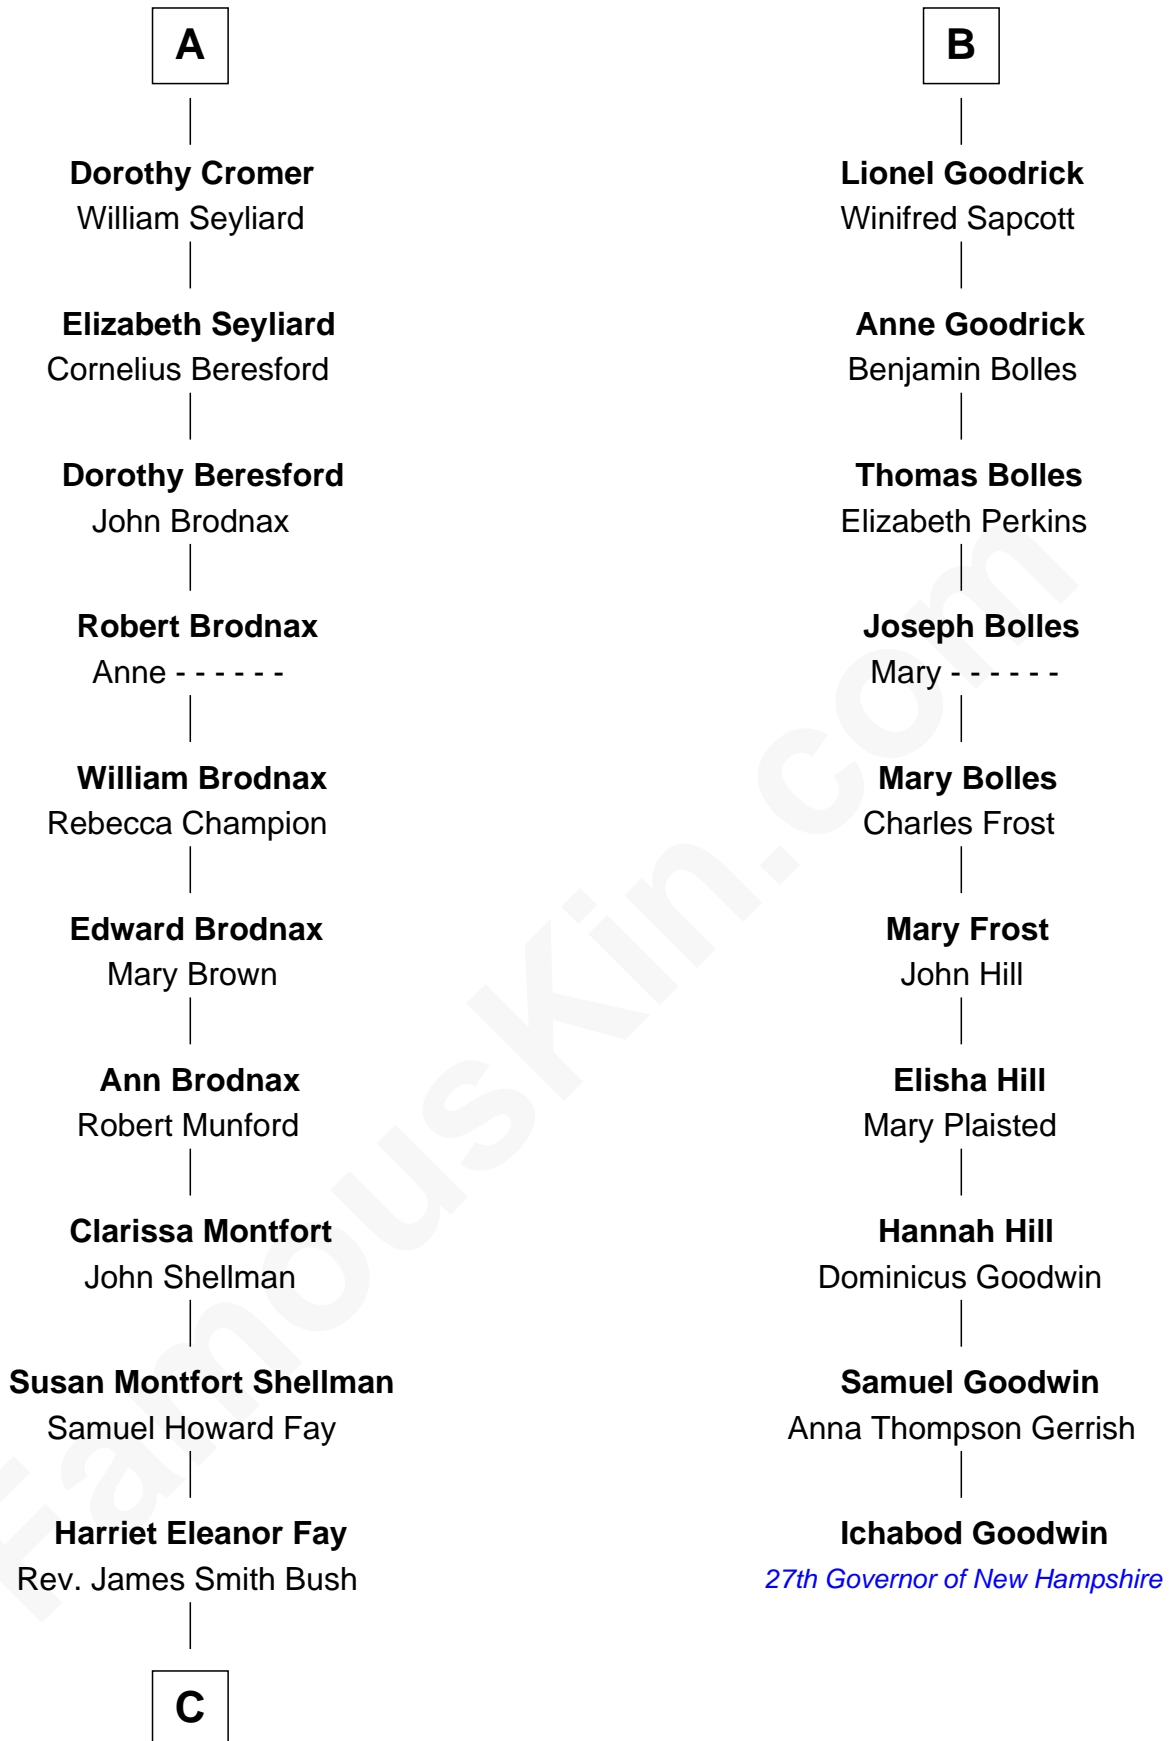 A
Dorothy Cromer
William Seyliard
Elizabeth Seyliard
Cornelius Beresford
Dorothy Beresford
John Brodnax
Robert Brodnax
Anne - - - - - -
William Brodnax
Rebecca Champion
Edward Brodnax
Mary Brown
Ann Brodnax
Robert Munford
Clarissa Montfort
John Shellman
Susan Montfort Shellman
Samuel Howard Fay
Harriet Eleanor Fay
Rev. James Smith Bush
C
B
Lionel Goodrick
Winifred Sapcott
Anne Goodrick
Benjamin Bolles
Thomas Bolles
Elizabeth Perkins
Joseph Bolles
Mary - - - - - -
Mary Bolles
Charles Frost
Mary Frost
John Hill
Elisha Hill
Mary Plaisted
Hannah Hill
Dominicus Goodwin
Samuel Goodwin
Anna Thompson Gerrish
Ichabod Goodwin
27th Governor of New Hampshire
FamousKin.com